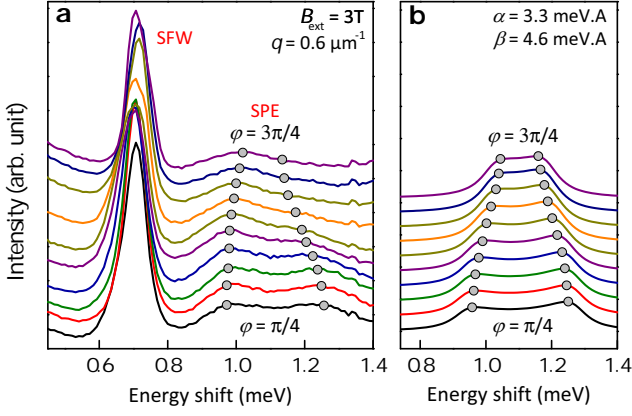 a
B_ext = 3T
q = 0.6 μm⁻¹
SFW
SPE
φ = 3π/4
φ = π/4
Intensity (arb. unit)
0.6 0.8 1.0 1.2 1.4
Energy shift (meV)
b
α = 3.3 meV.A
β = 4.6 meV.A
φ = 3π/4
φ = π/4
0.8 1.0 1.2 1.4
Energy shift (meV)